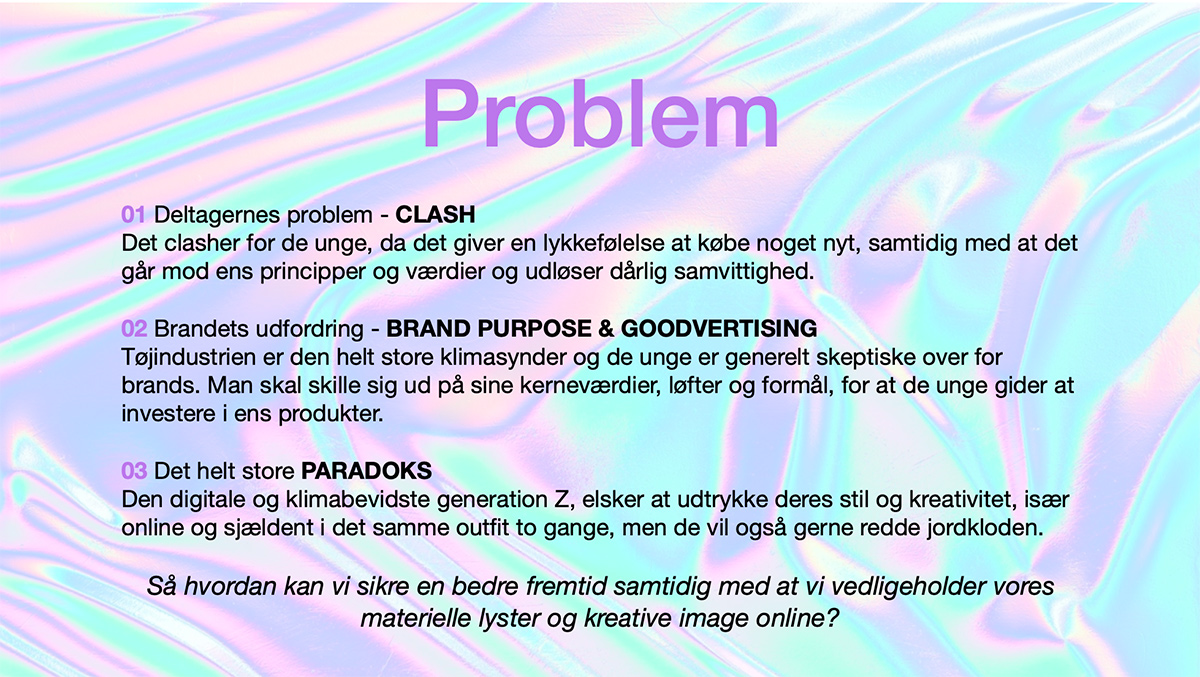 Problem
01 Deltagernes problem - CLASH
Det clasher for de unge, da det giver en lykkefølelse at købe noget nyt, samtidig med at det
går mod ens principper og værdier og udløser dårlig samvittighed.
02 Brandets udfordring - BRAND PURPOSE & GOODVERTISING
Tøjindustrien er den helt store klimasynder og de unge er generelt skeptiske over for
brands. Man skal skille sig ud på sine kerneværdier, løfter og formål, for at de unge gider at
investere i ens produkter.
03 Det helt store PARADOKS
Den digitale og klimabevidste generation Z, elsker at udtrykke deres stil og kreativitet, især
online og sjældent i det samme outfit to gange, men de vil også gerne redde jordkloden.
Så hvordan kan vi sikre en bedre fremtid samtidig med at vi vedligeholder vores
materielle lyster og kreative image online?